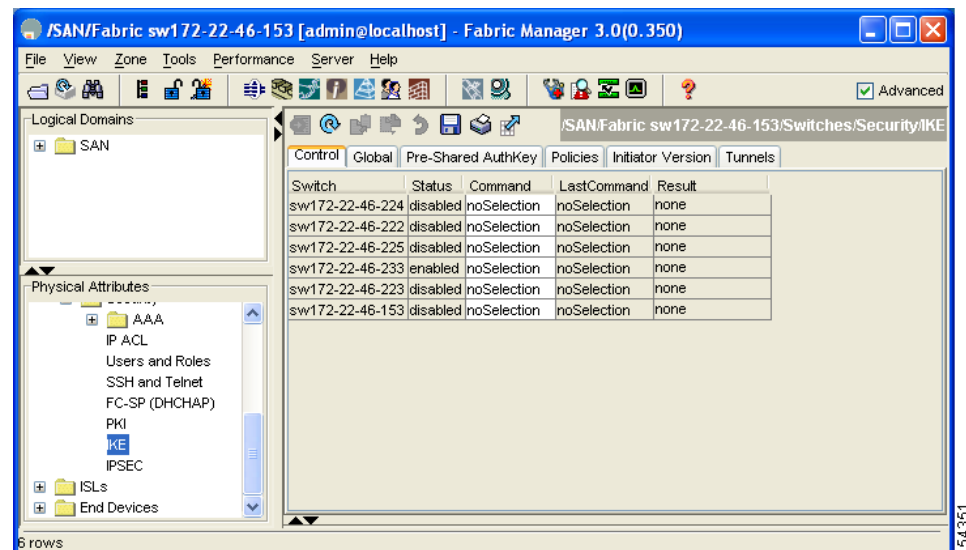 /SAN/Fabric sw172-22-46-153 [admin@localhost] - Fabric Manager 3.0(0.350)
File View Zone Tools Performance Server Help
Advanced
Logical Domains
SAN
/SAN/Fabric sw172-22-46-153/Switches/Security/IKE
Control Global Pre-Shared AuthKey Policies Initiator Version Tunnels
Switch Status Command LastCommand Result
sw172-22-46-224 disabled noSelection noSelection none
sw172-22-46-222 disabled noSelection noSelection none
sw172-22-46-225 disabled noSelection noSelection none
sw172-22-46-233 enabled noSelection noSelection none
sw172-22-46-223 disabled noSelection noSelection none
sw172-22-46-153 disabled noSelection noSelection none
Physical Attributes
AAA
IP ACL
Users and Roles
SSH and Telnet
FC-SP (DHCHAP)
PKI
IKE
IPSEC
ISLs
End Devices
6 rows